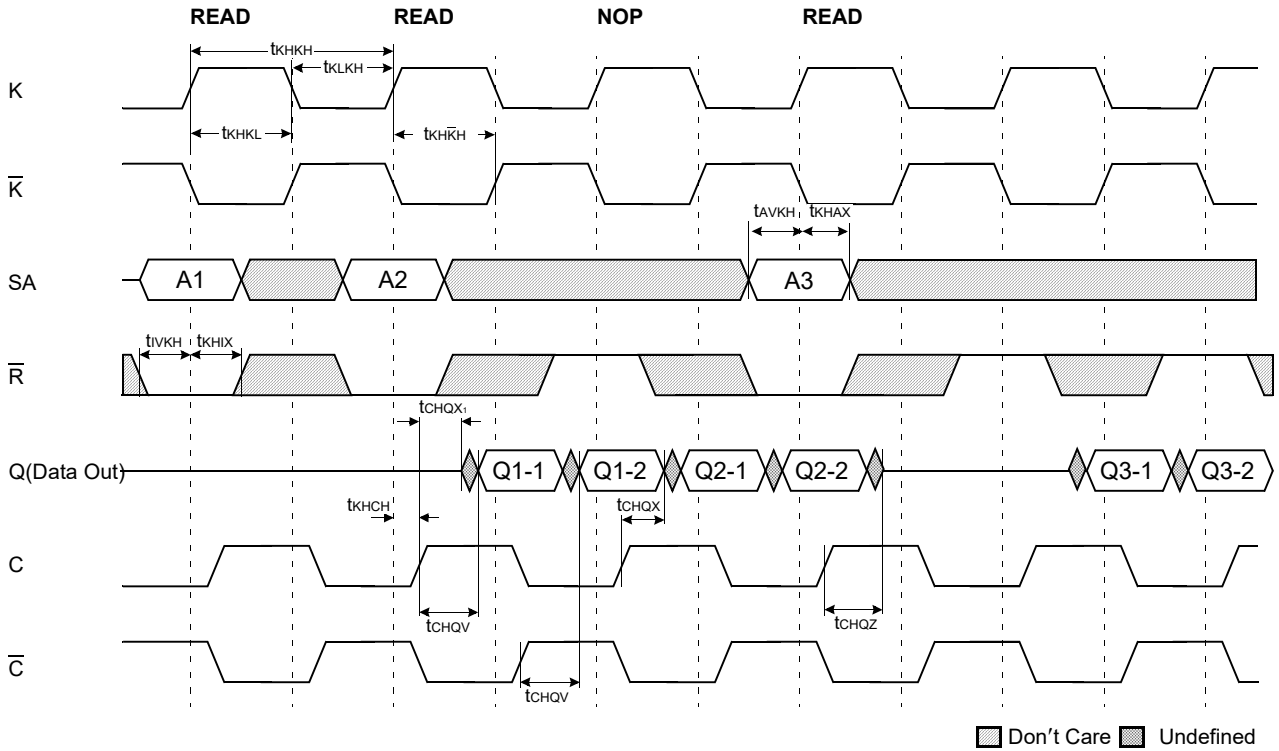 READ READ NOP READ
tKHKH
tKLKH
K
tKHKL tKHK̅H
K̅
tAVKH tKHAX
SA A1 A2 A3
tIVKH tKHIX
R̅
tCHQX1
Q(Data Out) Q1-1 Q1-2 Q2-1 Q2-2 Q3-1 Q3-2
tKHCH tCHQX
C
tCHQV tCHQZ
C̅
tCHQV
Don't Care Undefined